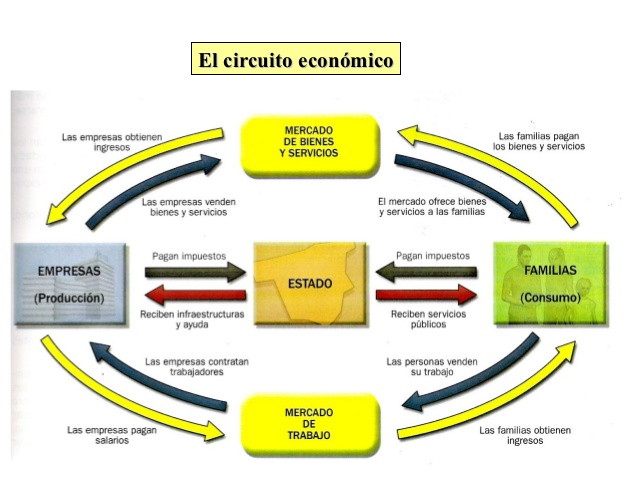 El circuito económico
MERCADO
DE BIENES
Y SERVICIOS
Las empresas obtienen
ingresos
Las familias pagan
los bienes y servicios
Las empresas venden
bienes y servicios
El mercado ofrece bienes
y servicios a las familias
EMPRESAS
(Producción)
Pagan impuestos
Reciben infraestructuras
y ayuda
ESTADO
Pagan impuestos
Reciben servicios
públicos
FAMILIAS
(Consumo)
Las empresas contratan
trabajadores
Las personas venden
su trabajo
MERCADO
DE
TRABAJO
Las empresas pagan
salarios
Las familias obtienen
ingresos